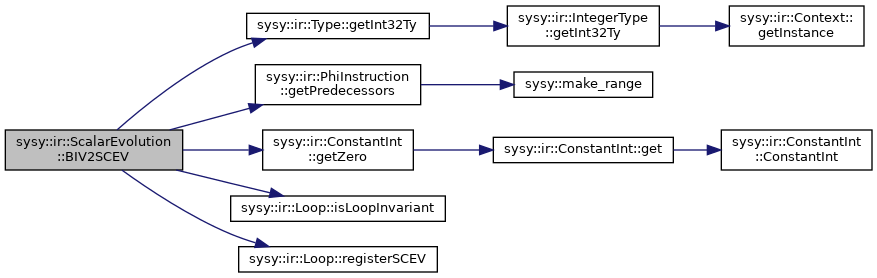 sysy::ir::ScalarEvolution
::BIV2SCEV
sysy::ir::Type::getInt32Ty
sysy::ir::IntegerType
::getInt32Ty
sysy::ir::Context::
getInstance
sysy::ir::PhiInstruction
::getPredecessors
sysy::make_range
sysy::ir::ConstantInt
::getZero
sysy::ir::ConstantInt::get
sysy::ir::ConstantInt
::ConstantInt
sysy::ir::Loop::isLoopInvariant
sysy::ir::Loop::registerSCEV